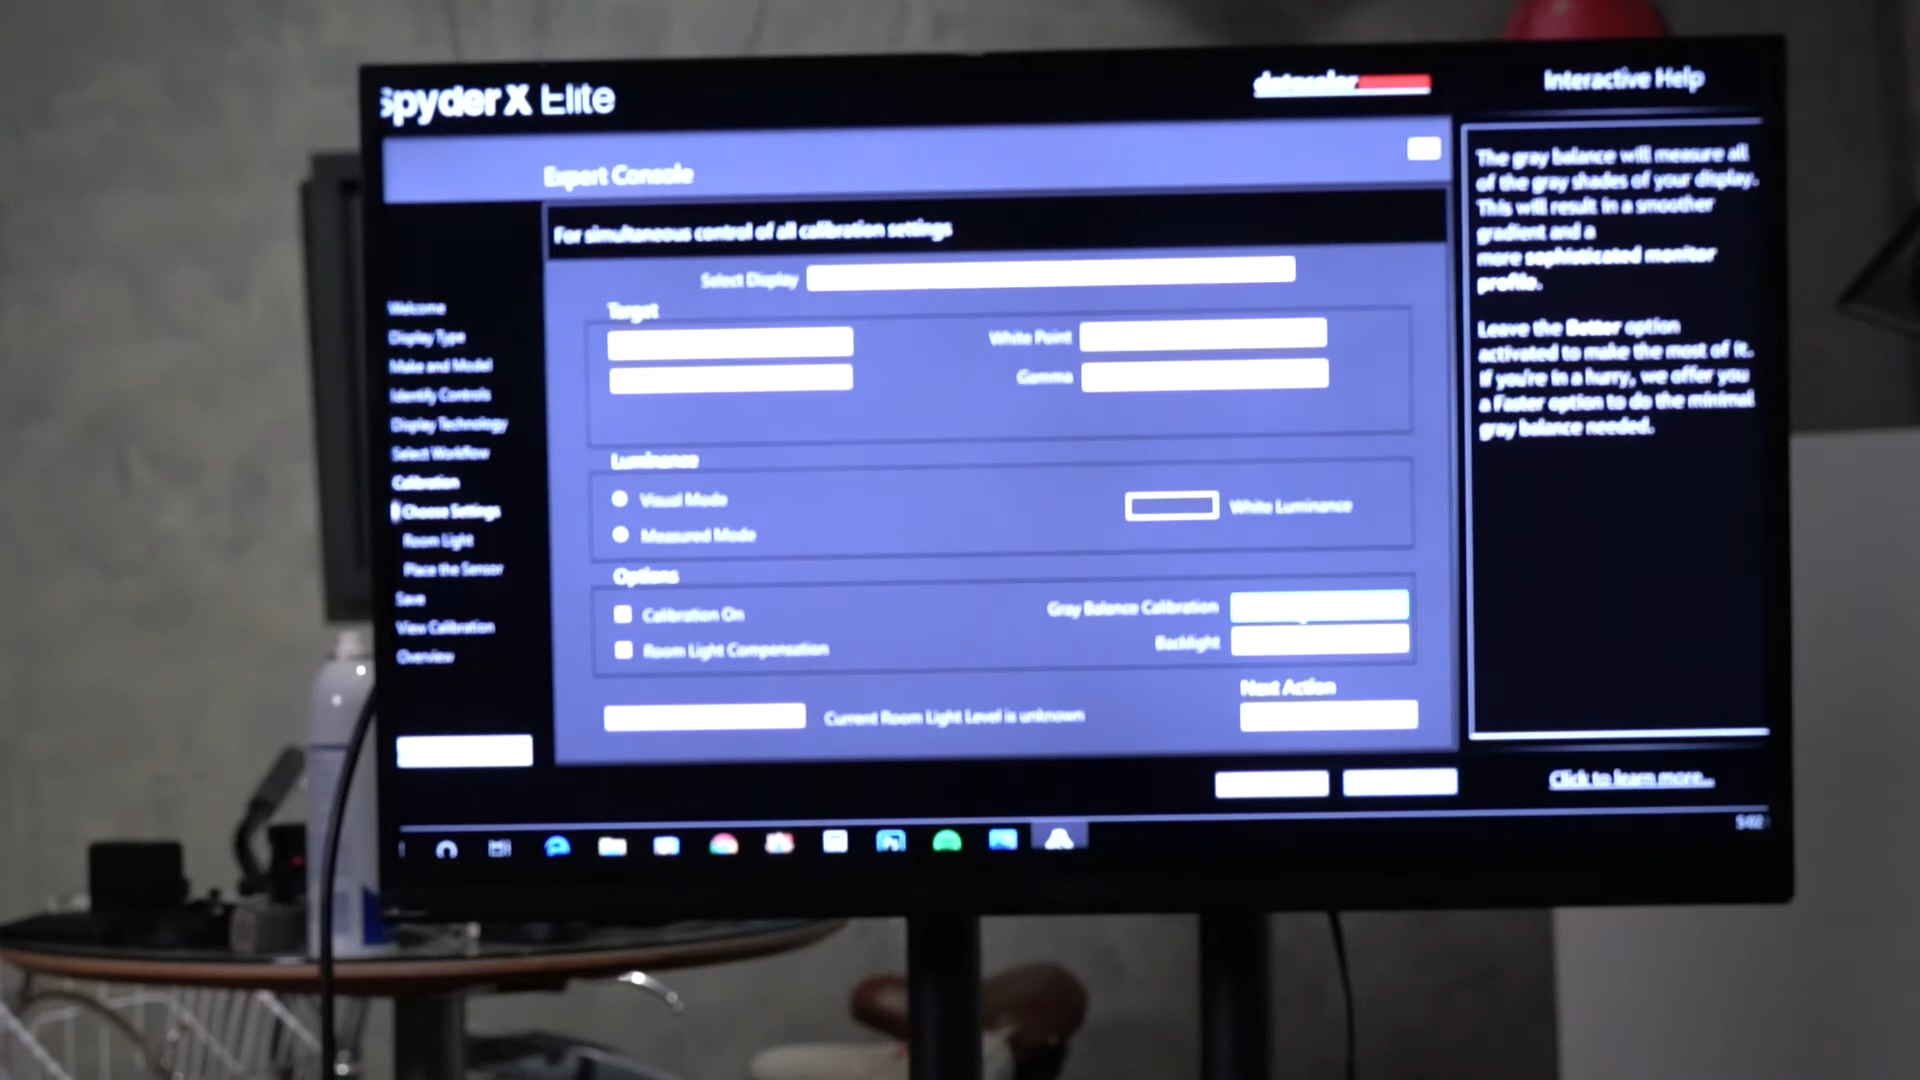 SpyderX Elite
datacolor
Interactive Help
Expert Console
For simultaneous control of all calibration settings
Select Display
Target
White Point
Gamma
Luminance
Visual Mode
Measured Mode
White Luminance
Options
Calibration On
Room Light Compensation
Gray Balance Calibration
Backlight
Next Action
Current Room Light Level is unknown
Welcome
Display Type
Make and Model
Identify Controls
Display Technology
Select Workflow
Calibration
Choose Settings
Room Light
Place the Sensor
Save
View Calibration
Overview
The gray balance will measure all
of the gray shades of your display.
This will result in a smoother
gradient and a
more sophisticated monitor
profile.
Leave the Better option
activated to make the most of it.
If you're in a hurry, we offer you
a Faster option to do the minimal
gray balance needed.
Click to learn more...
5:02